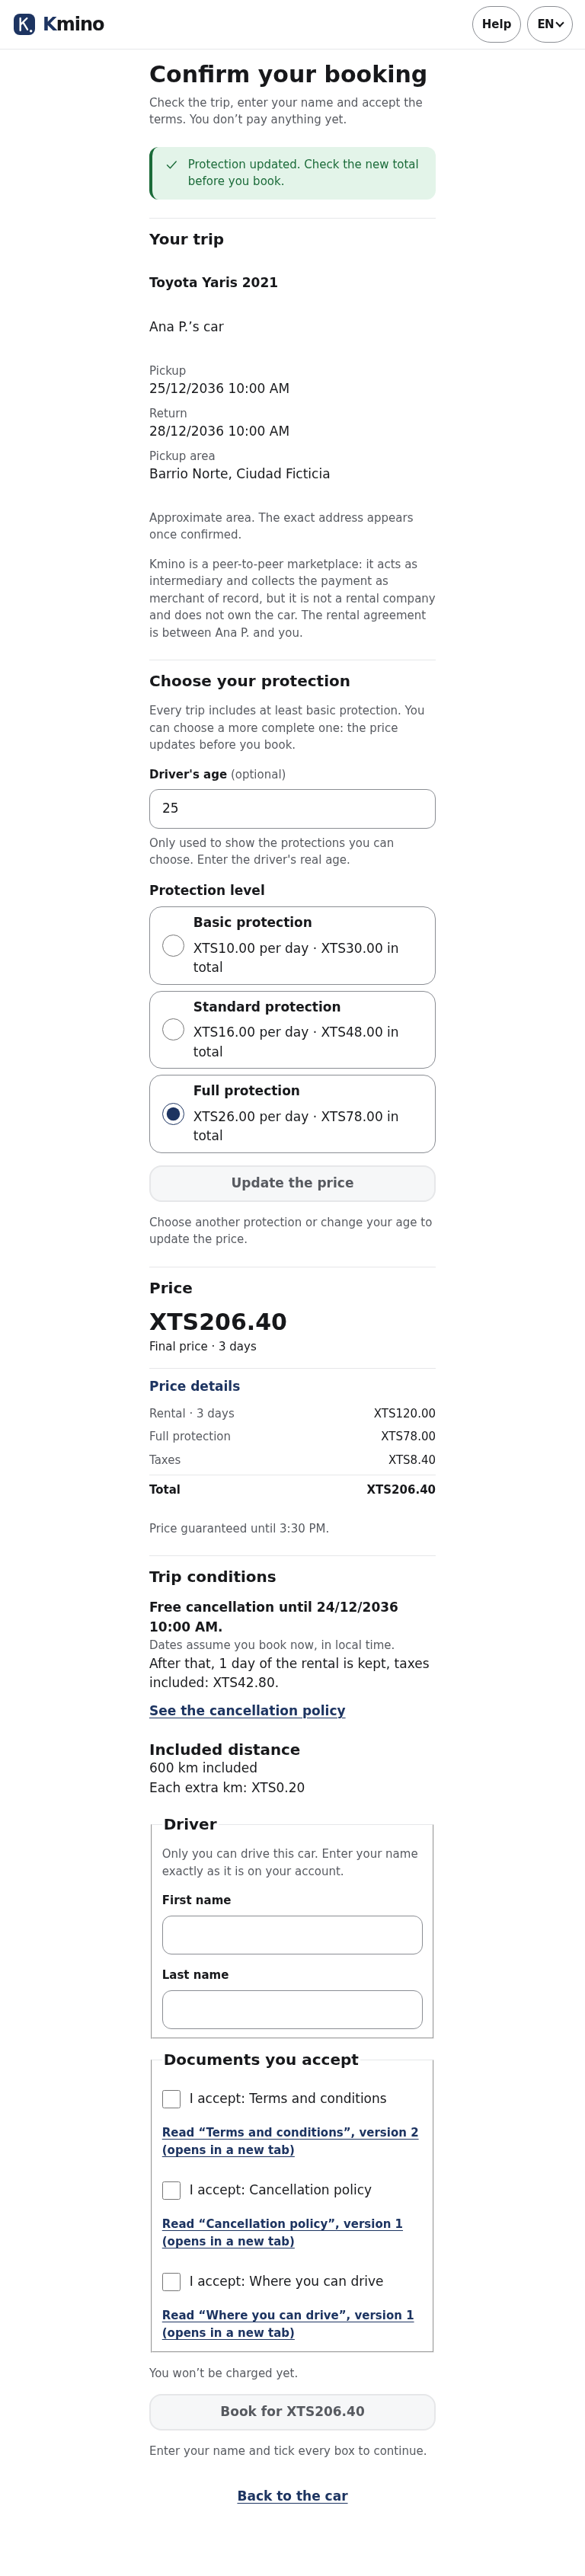 Kmino
Help
EN
Confirm your booking
Check the trip, enter your name and accept the
terms. You don’t pay anything yet.
Protection updated. Check the new total
before you book.
Your trip
Toyota Yaris 2021
Ana P.’s car
Pickup
25/12/2036 10:00 AM
Return
28/12/2036 10:00 AM
Pickup area
Barrio Norte, Ciudad Ficticia
Approximate area. The exact address appears
once confirmed.
Kmino is a peer-to-peer marketplace: it acts as
intermediary and collects the payment as
merchant of record, but it is not a rental company
and does not own the car. The rental agreement
is between Ana P. and you.
Choose your protection
Every trip includes at least basic protection. You
can choose a more complete one: the price
updates before you book.
Driver's age (optional)
25
Only used to show the protections you can
choose. Enter the driver's real age.
Protection level
Basic protection
XTS10.00 per day · XTS30.00 in
total
Standard protection
XTS16.00 per day · XTS48.00 in
total
Full protection
XTS26.00 per day · XTS78.00 in
total
Update the price
Choose another protection or change your age to
update the price.
Price
XTS206.40
Final price · 3 days
Price details
Rental · 3 days XTS120.00
Full protection XTS78.00
Taxes XTS8.40
Total XTS206.40
Price guaranteed until 3:30 PM.
Trip conditions
Free cancellation until 24/12/2036
10:00 AM.
Dates assume you book now, in local time.
After that, 1 day of the rental is kept, taxes
included: XTS42.80.
See the cancellation policy
Included distance
600 km included
Each extra km: XTS0.20
Driver
Only you can drive this car. Enter your name
exactly as it is on your account.
First name
Last name
Documents you accept
I accept: Terms and conditions
Read “Terms and conditions”, version 2
(opens in a new tab)
I accept: Cancellation policy
Read “Cancellation policy”, version 1
(opens in a new tab)
I accept: Where you can drive
Read “Where you can drive”, version 1
(opens in a new tab)
You won’t be charged yet.
Book for XTS206.40
Enter your name and tick every box to continue.
Back to the car